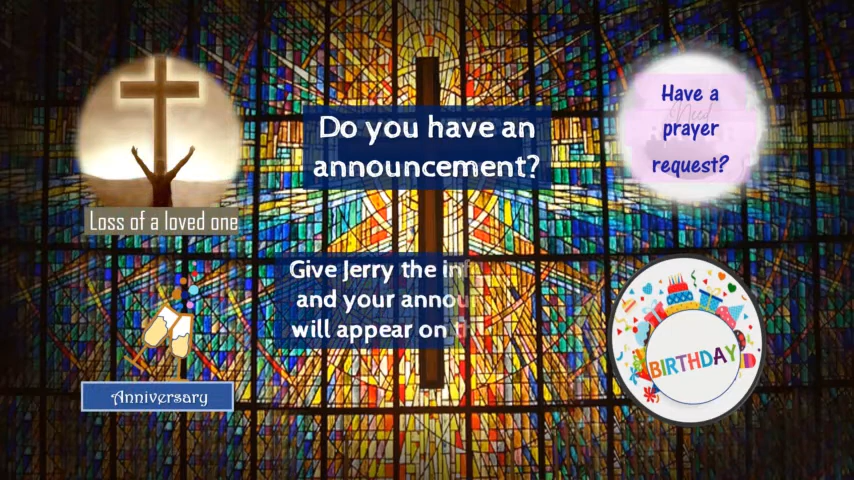 Do you have an
announcement?
Loss of a loved one
Have a
Need
prayer
request?
Give Jerry the
and your
will appear on
Anniversary
BIRTHDAY